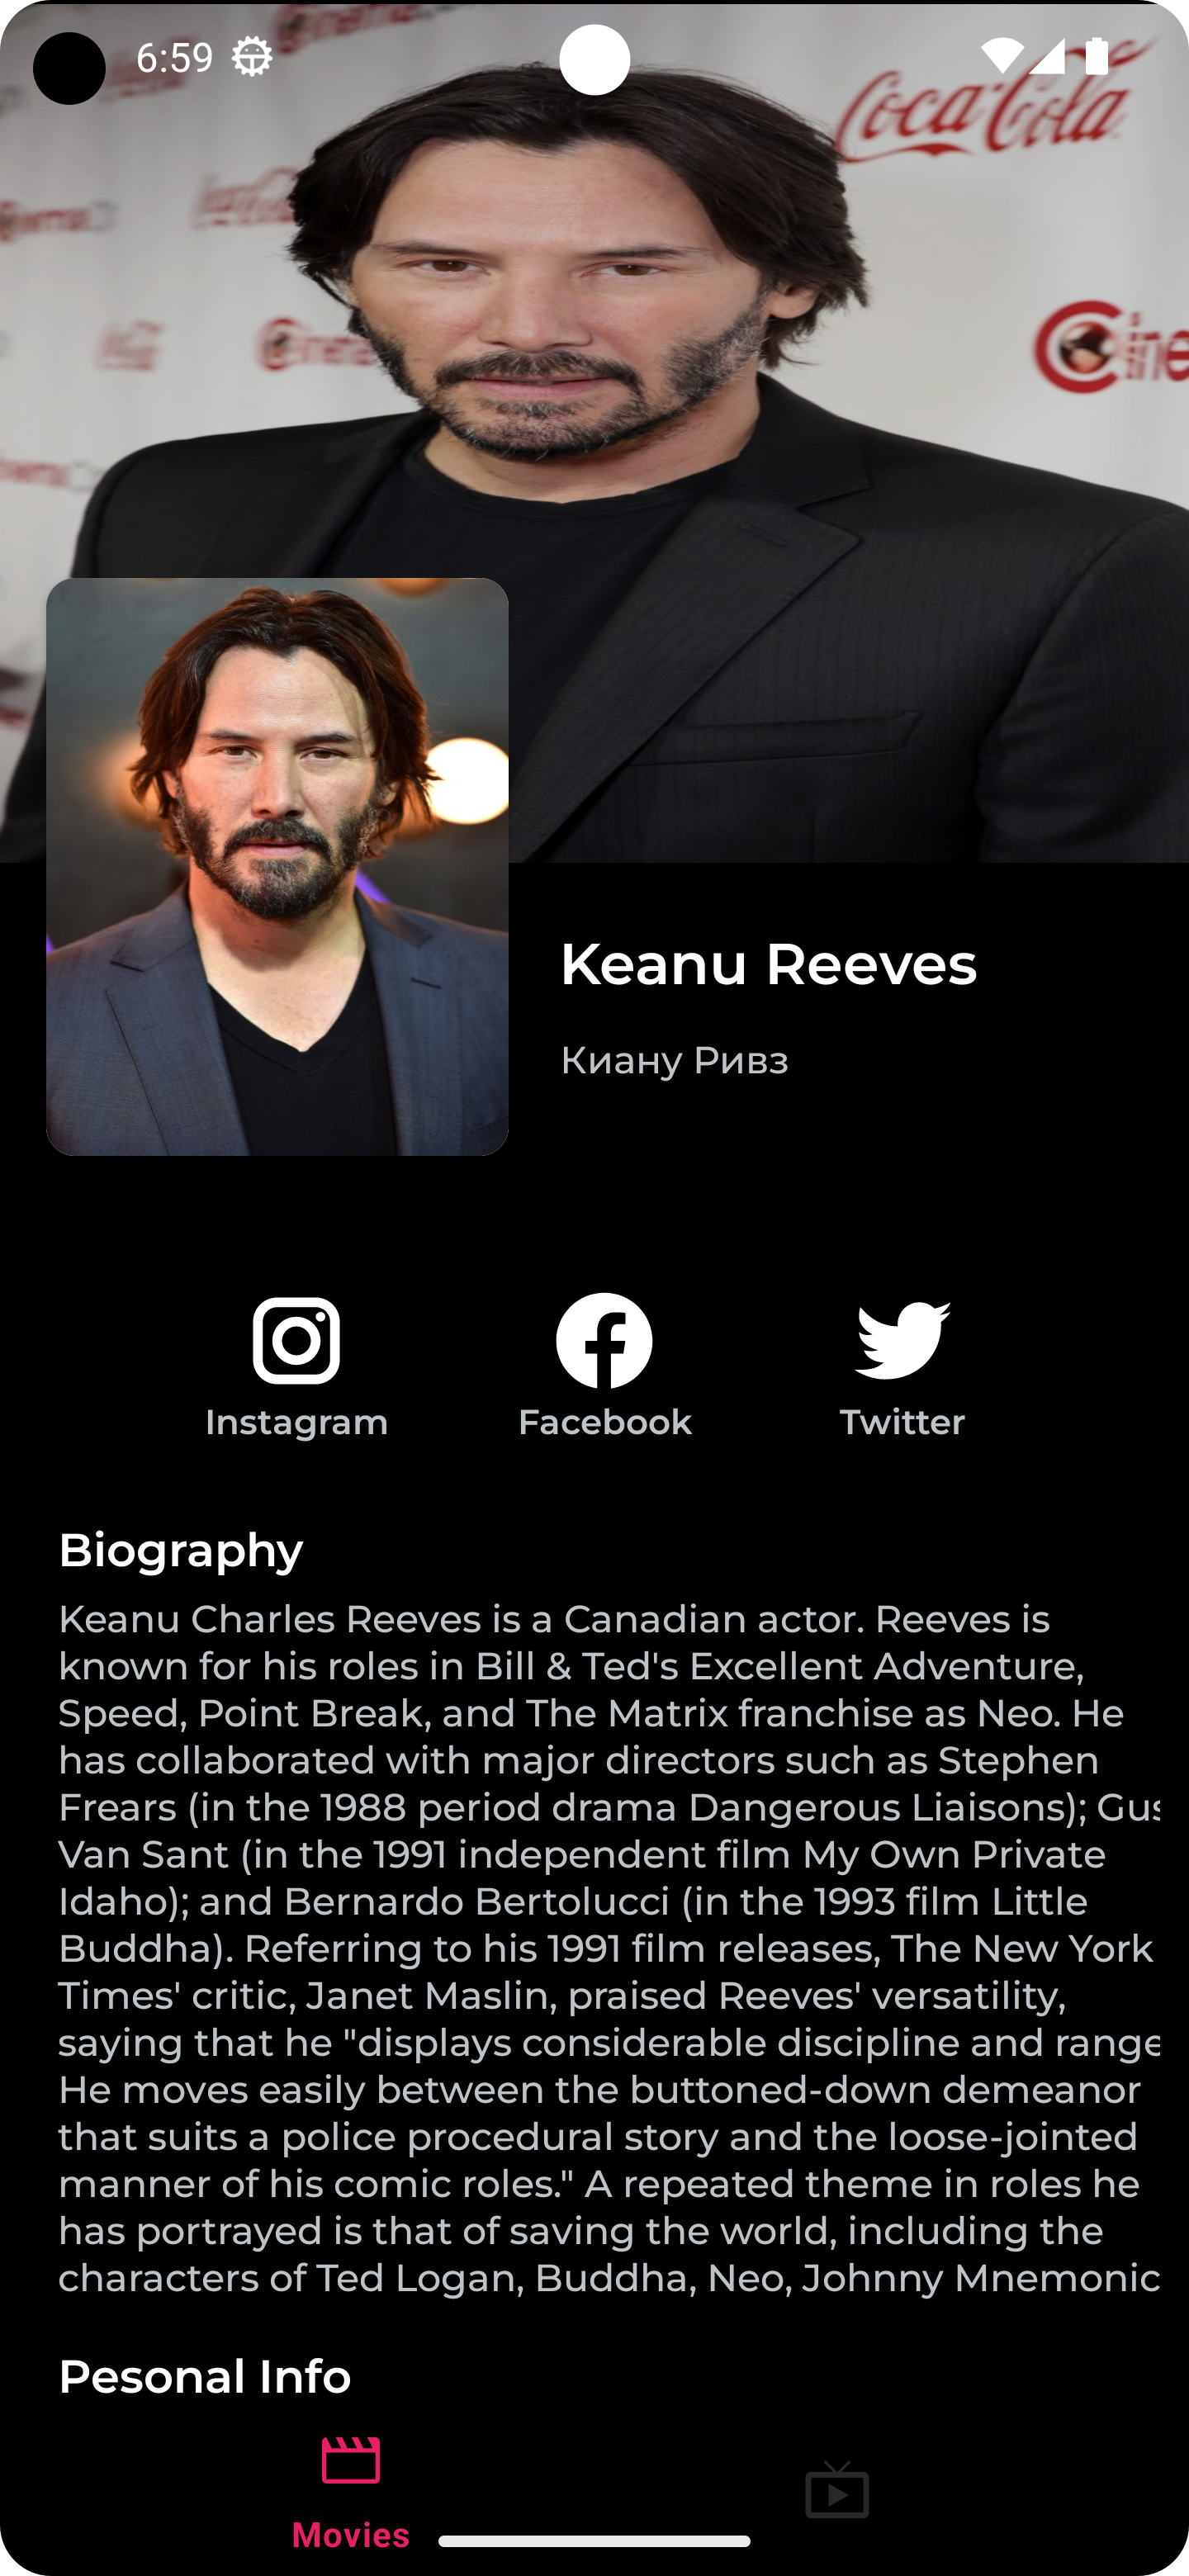 6:59
Coca-Cola
Keanu Reeves
Киану Ривз
Instagram
Facebook
Twitter
Biography
Keanu Charles Reeves is a Canadian actor. Reeves is
known for his roles in Bill & Ted's Excellent Adventure,
Speed, Point Break, and The Matrix franchise as Neo. He
has collaborated with major directors such as Stephen
Frears (in the 1988 period drama Dangerous Liaisons); Gus
Van Sant (in the 1991 independent film My Own Private
Idaho); and Bernardo Bertolucci (in the 1993 film Little
Buddha). Referring to his 1991 film releases, The New York
Times' critic, Janet Maslin, praised Reeves' versatility,
saying that he "displays considerable discipline and range
He moves easily between the buttoned-down demeanor
that suits a police procedural story and the loose-jointed
manner of his comic roles." A repeated theme in roles he
has portrayed is that of saving the world, including the
characters of Ted Logan, Buddha, Neo, Johnny Mnemonic
Pesonal Info
Movies